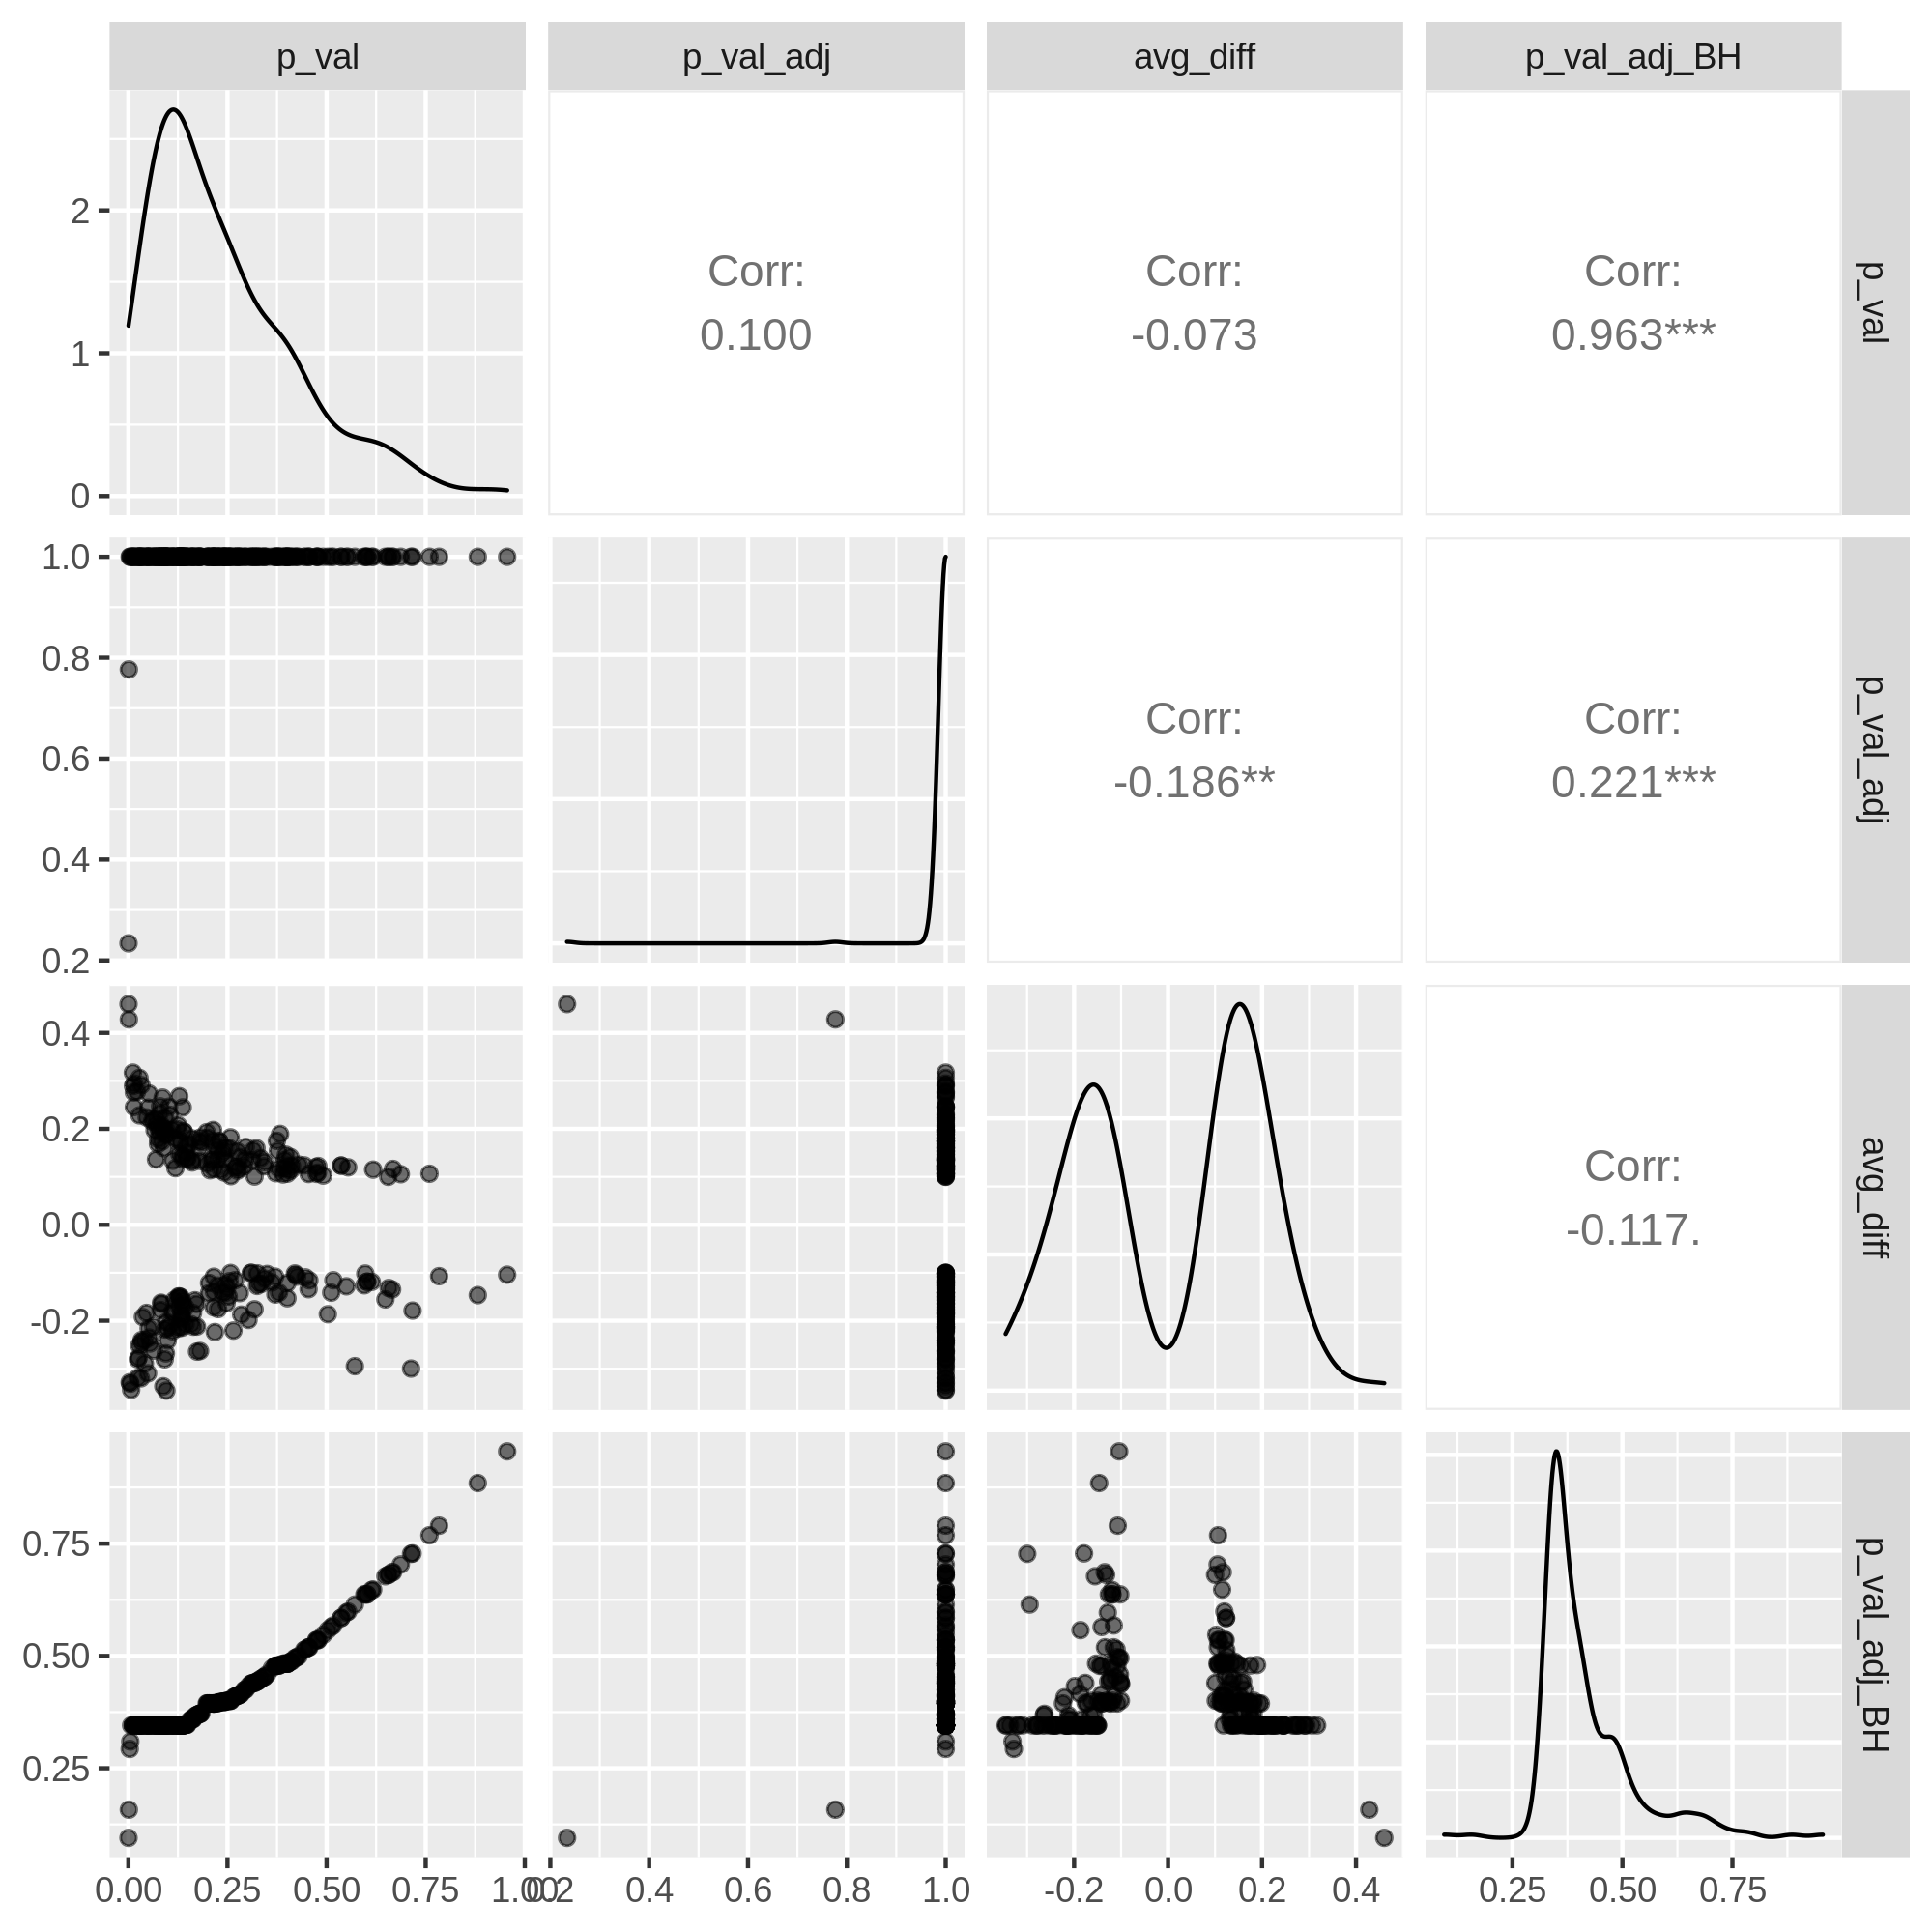 p_val p_val_adj avg_diff p_val_adj_BH
2
1
0
Corr:
0.100
Corr:
-0.073
Corr:
0.963***
p_val
1.0
0.8
0.6
0.4
0.2
Corr:
-0.186**
Corr:
0.221***
p_val_adj
0.4
0.2
0.0
-0.2
Corr:
-0.117.
avg_diff
0.75
0.50
0.25
p_val_adj_BH
0.00 0.25 0.50 0.75 1.00 0.2 0.4 0.6 0.8 1.0 -0.2 0.0 0.2 0.4 0.25 0.50 0.75